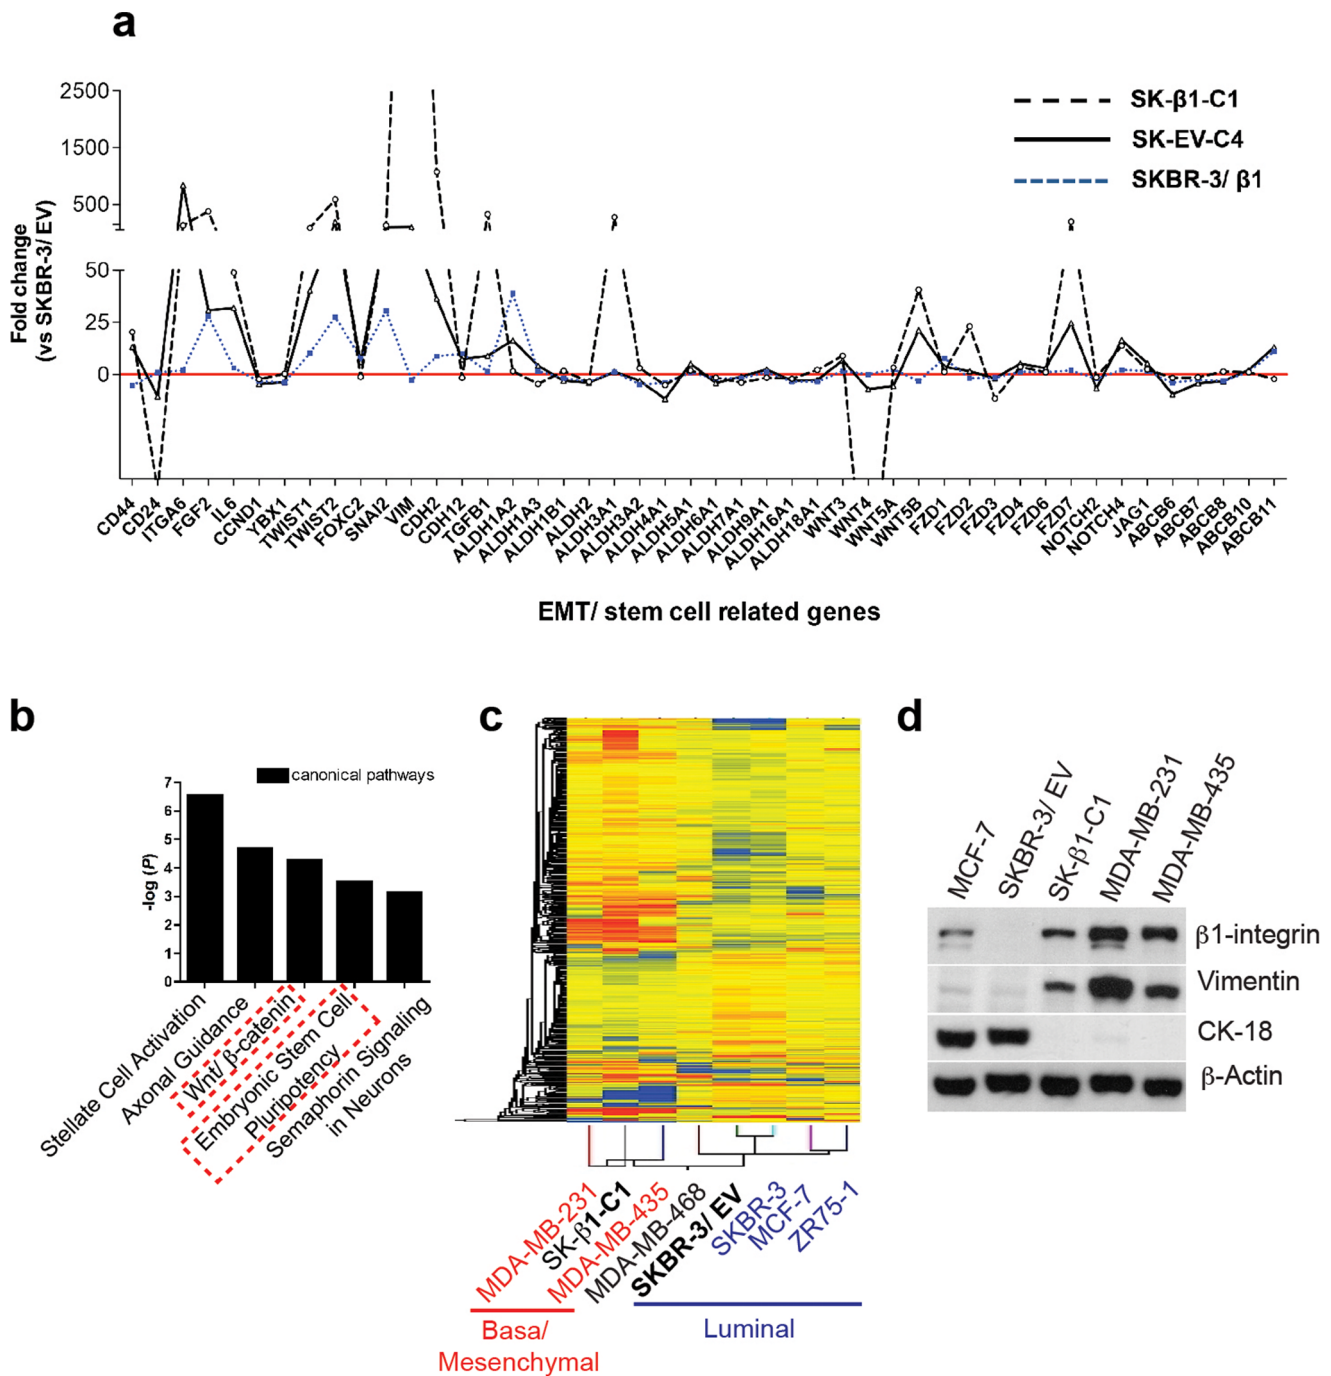 a
2500
1500
500
50
25
0
Fold change
(vs SKBR-3/ EV)
SK-β1-C1
SK-EV-C4
SKBR-3/ β1
CD44
CD24
ITGA6
FGF2
IL6
CCND1
YBX1
TWIST1
TWIST2
FOXC2
SNAI2
VIM
CDH2
CDH12
TGFB1
ALDH1A2
ALDH1A3
ALDH1B1
ALDH2
ALDH3A1
ALDH3A2
ALDH4A1
ALDH5A1
ALDH6A1
ALDH7A1
ALDH9A1
ALDH16A1
ALDH18A1
WNT3
WNT4
WNT5A
WNT5B
FZD1
FZD2
FZD3
FZD4
FZD6
FZD7
NOTCH2
NOTCH4
JAG1
ABCB6
ABCB7
ABCB8
ABCB10
ABCB11
EMT/ stem cell related genes
b
canonical pathways
7
6
5
4
3
2
1
0
-log (P)
Stellate Cell Activation
Axonal Guidance
Wnt/ β-catenin
Embryonic Stem Cell
Pluripotency
Semaphorin Signaling
in Neurons
c
MDA-MB-231
SK-β1-C1
MDA-MB-435
MDA-MB-468
SKBR-3/ EV
SKBR-3
MCF-7
ZR75-1
Basa/
Mesenchymal
Luminal
d
MCF-7
SKBR-3/ EV
SK-β1-C1
MDA-MB-231
MDA-MB-435
β1-integrin
Vimentin
CK-18
β-Actin